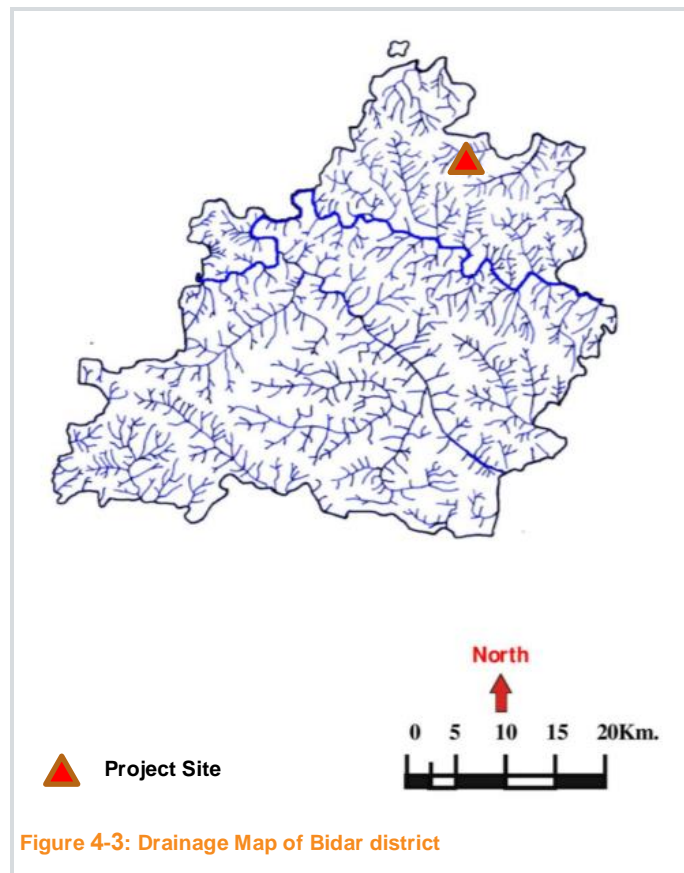 North
0 5 10 15 20Km.
Project Site
Figure 4-3: Drainage Map of Bidar district